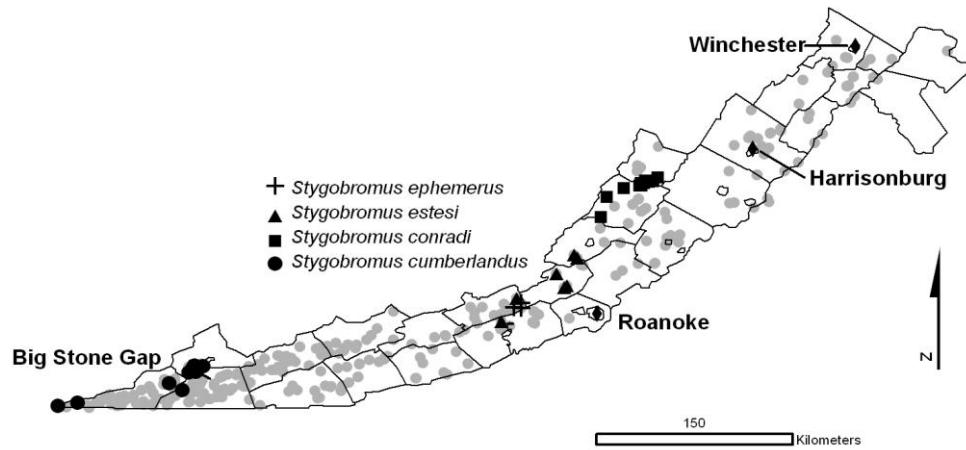 Winchester
Harrisonburg
Stygobromus ephemerus
Stygobromus estesi
Stygobromus conradi
Stygobromus cumberlandus
Roanoke
Big Stone Gap
N
150
Kilometers